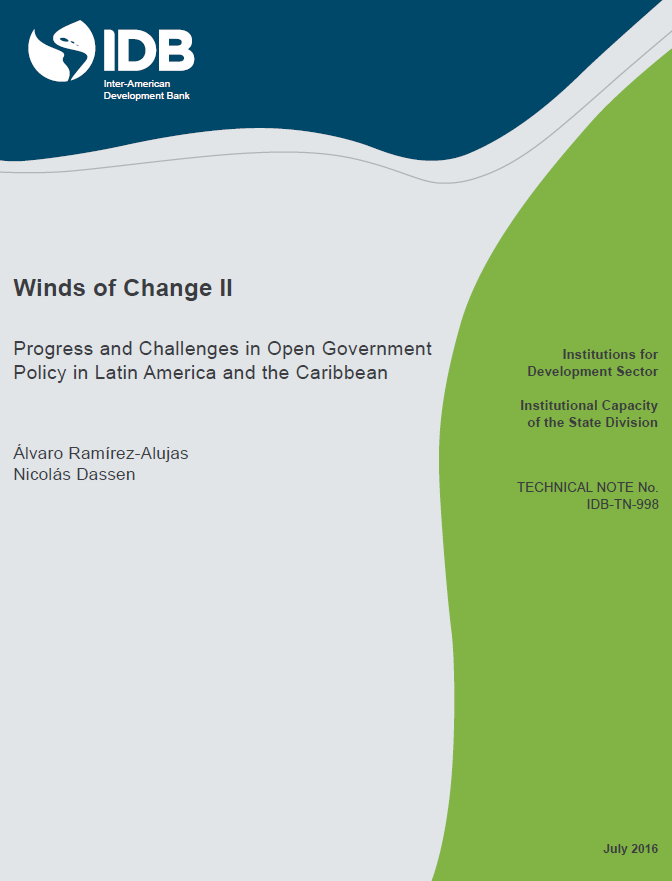 IDB
Inter-American
Development Bank
Winds of Change II
Progress and Challenges in Open Government
Policy in Latin America and the Caribbean
Álvaro Ramírez-Alujas
Nicolás Dassen
Institutions for
Development Sector
Institutional Capacity
of the State Division
TECHNICAL NOTE No.
IDB-TN-998
July 2016